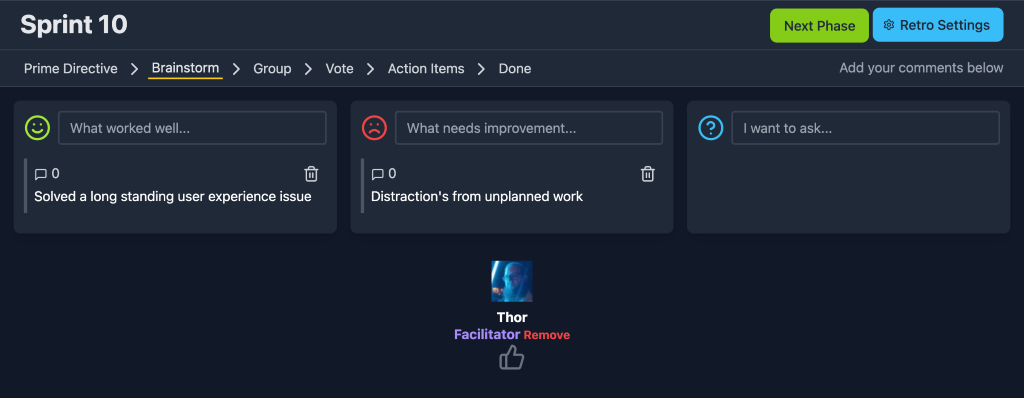 Sprint 10
Next Phase
Retro Settings
Prime Directive
Brainstorm
Group
Vote
Action Items
Done
Add your comments below
What worked well...
What needs improvement...
I want to ask...
0
Solved a long standing user experience issue
0
Distraction's from unplanned work
Thor
Facilitator Remove